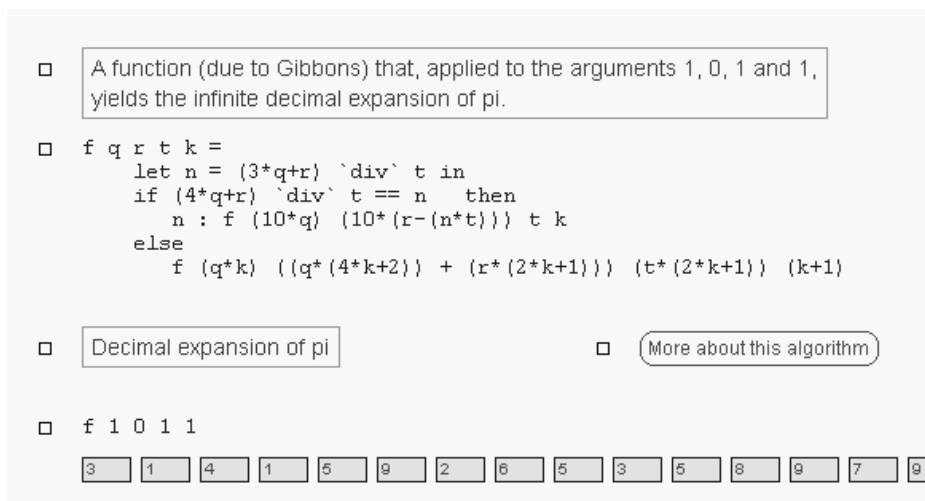 A function (due to Gibbons) that, applied to the arguments 1, 0, 1 and 1,
yields the infinite decimal expansion of pi.
f q r t k =
let n = (3*q+r) `div` t in
if (4*q+r) `div` t == n then
n : f (10*q) (10*(r-(n*t))) t k
else
f (q*k) ((q*(4*k+2)) + (r*(2*k+1))) (t*(2*k+1)) (k+1)
Decimal expansion of pi More about this algorithm
f 1 0 1 1
3 1 4 1 5 9 2 6 5 3 5 8 9 7 9